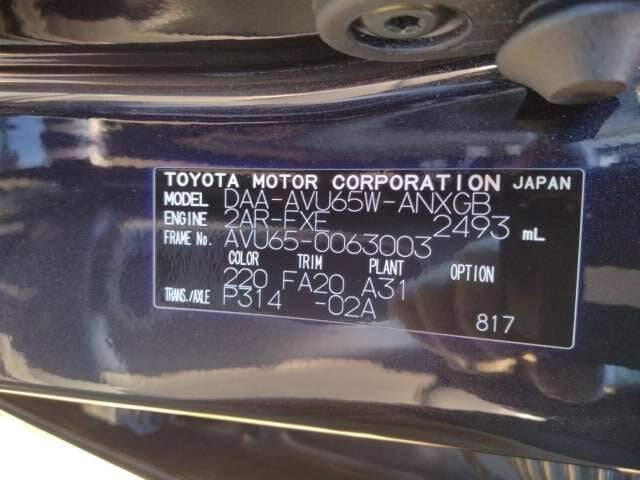 TOYOTA MOTOR CORPORATION JAPAN
MODEL DAA-AVU65W-ANXGB
ENGINE 2AR-FXE 2493 mL
FRAME No. AVU65-0063003
COLOR TRIM PLANT OPTION
220 FA20 A31
TRANS./AXLE P314 -02A
817